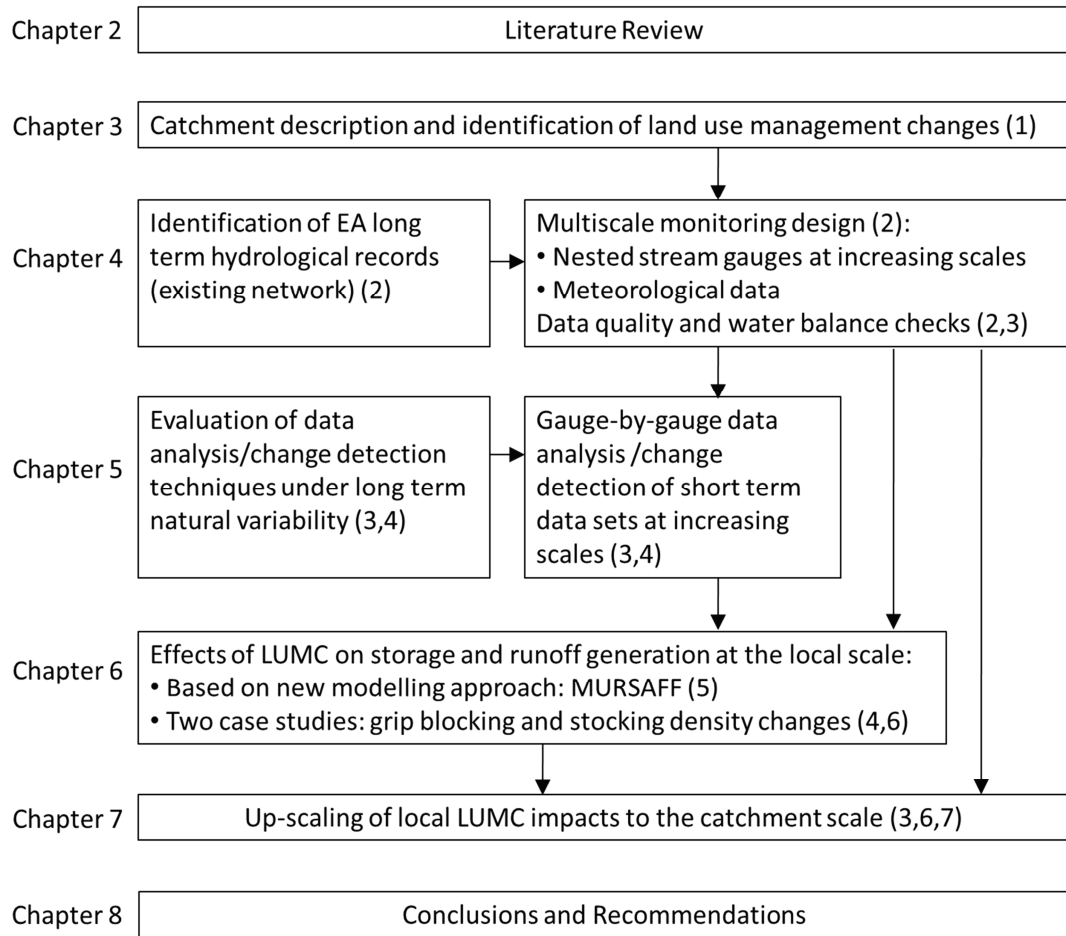 Chapter 2
Literature Review
Chapter 3
Catchment description and identification of land use management changes (1)
Chapter 4
Identification of EA long
term hydrological records
(existing network) (2)
Multiscale monitoring design (2):
• Nested stream gauges at increasing scales
• Meteorological data
Data quality and water balance checks (2,3)
Chapter 5
Evaluation of data
analysis/change detection
techniques under long term
natural variability (3,4)
Gauge-by-gauge data
analysis /change
detection of short term
data sets at increasing
scales (3,4)
Chapter 6
Effects of LUMC on storage and runoff generation at the local scale:
• Based on new modelling approach: MURSAFF (5)
• Two case studies: grip blocking and stocking density changes (4,6)
Chapter 7
Up-scaling of local LUMC impacts to the catchment scale (3,6,7)
Chapter 8
Conclusions and Recommendations